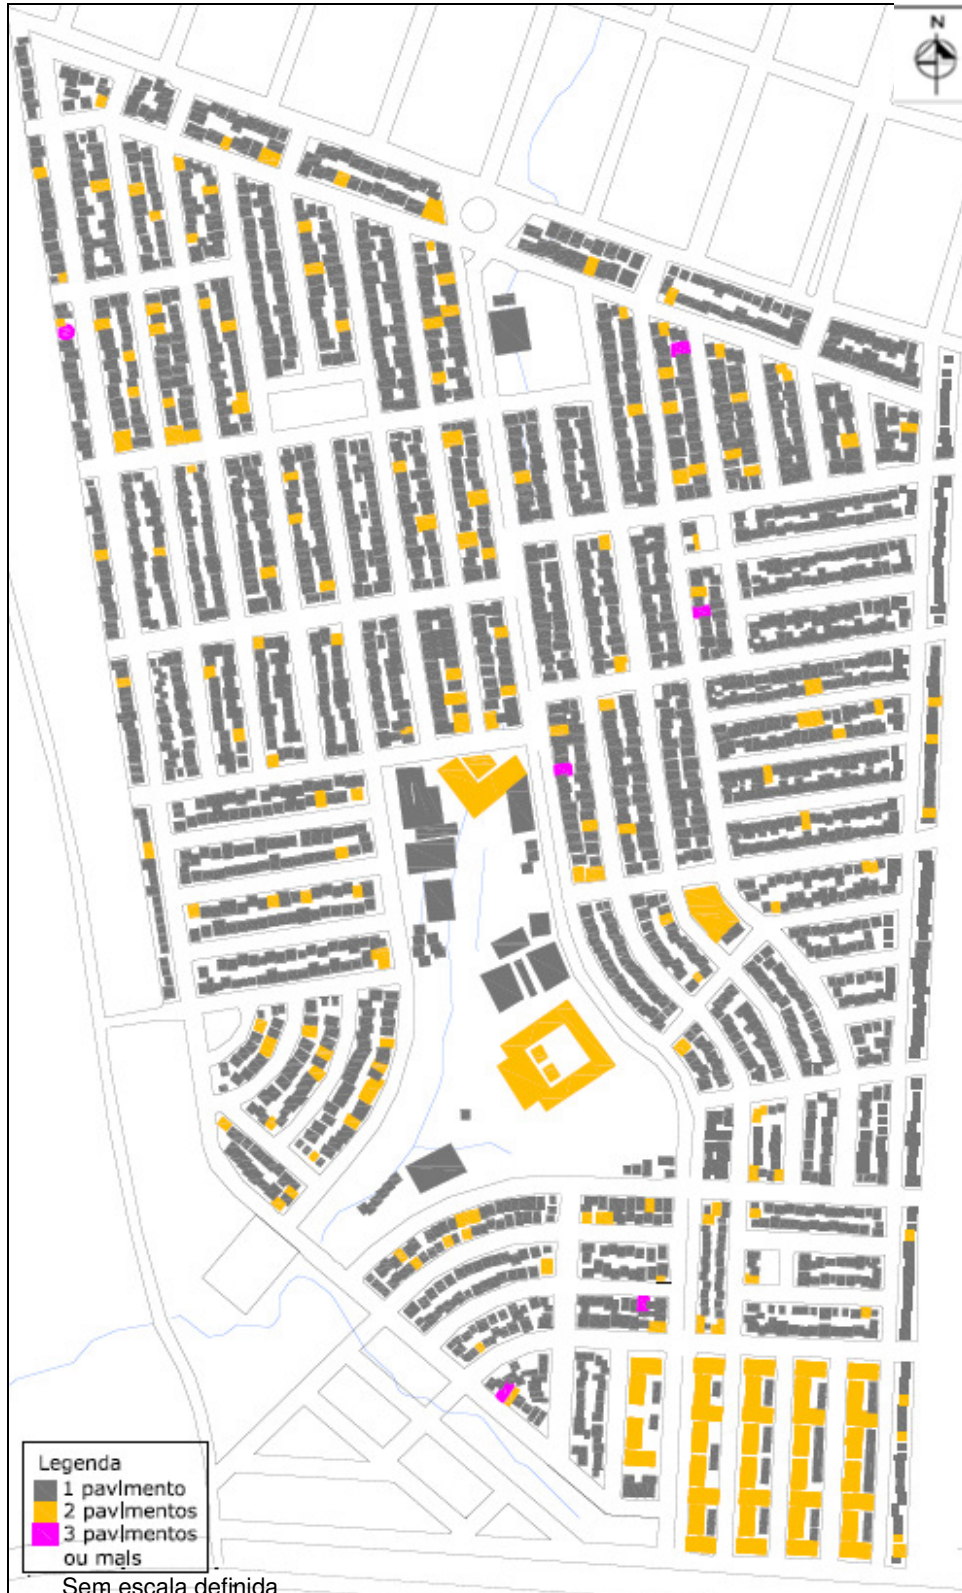 N
Legenda
1 pavImento
2 pavImentos
3 pavImentos
ou maIs
Sem escala definida